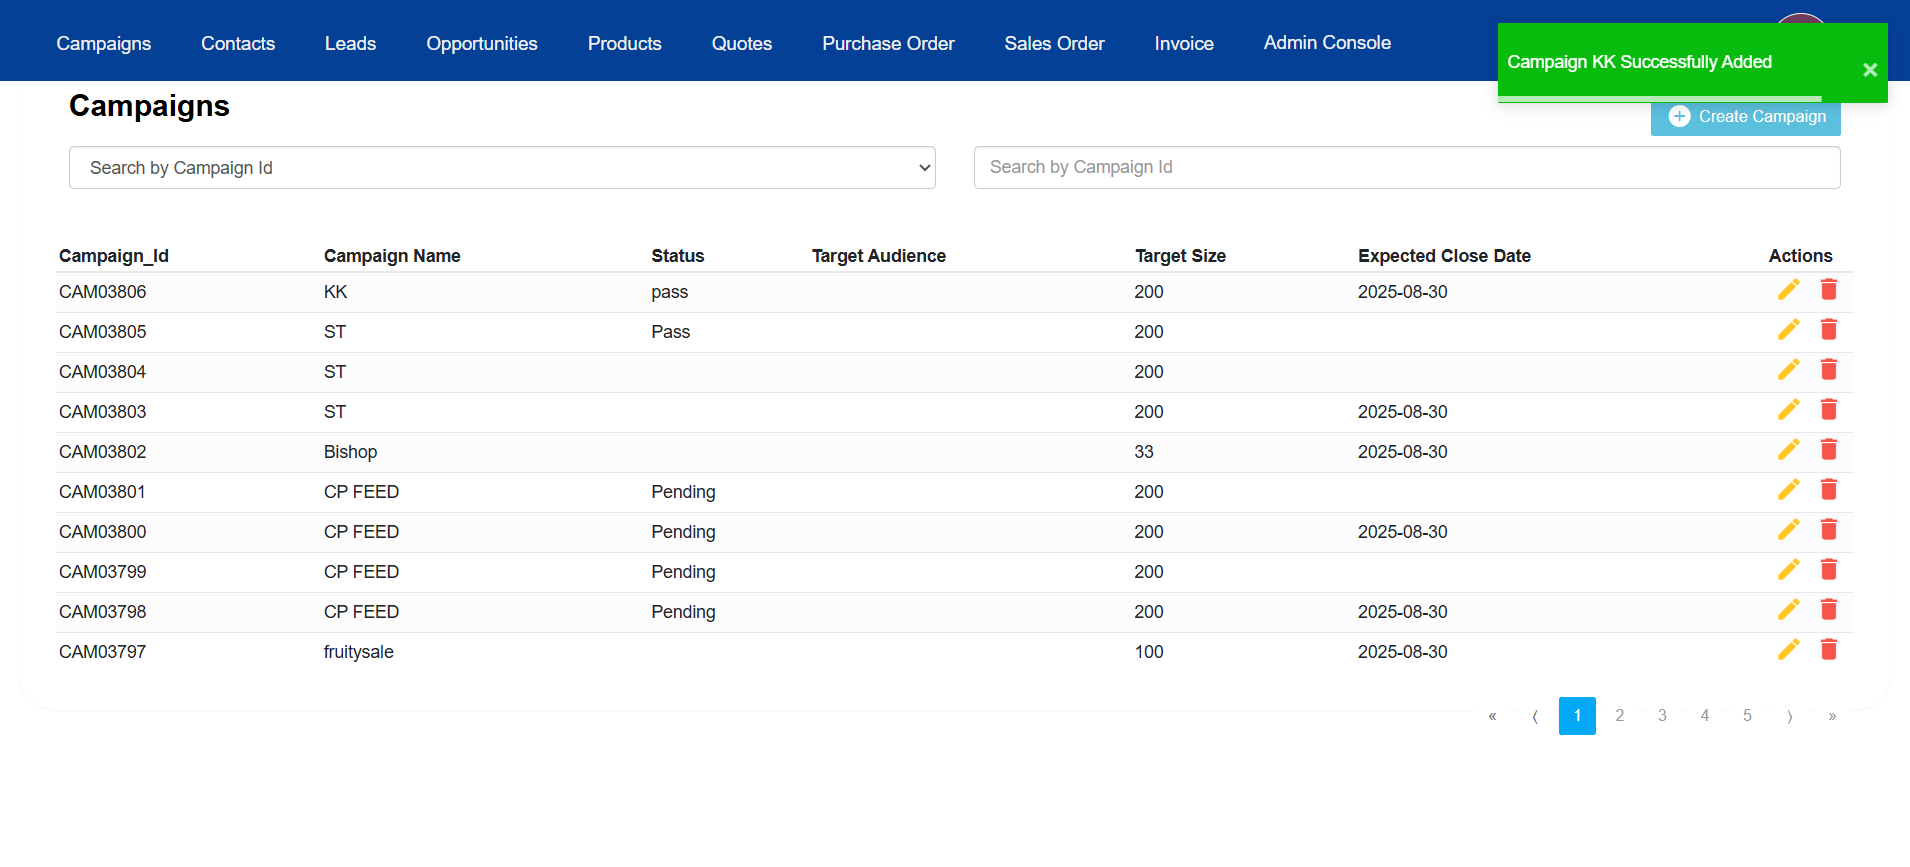 Campaigns Contacts Leads Opportunities Products Quotes Purchase Order Sales Order Invoice Admin Console
Campaign KK Successfully Added ×
Campaigns
Create Campaign
Search by Campaign Id Search by Campaign Id
Campaign_Id Campaign Name Status Target Audience Target Size Expected Close Date Actions
CAM03806 KK pass 200 2025-08-30
CAM03805 ST Pass 200
CAM03804 ST 200
CAM03803 ST 200 2025-08-30
CAM03802 Bishop 33 2025-08-30
CAM03801 CP FEED Pending 200
CAM03800 CP FEED Pending 200 2025-08-30
CAM03799 CP FEED Pending 200
CAM03798 CP FEED Pending 200 2025-08-30
CAM03797 fruitysale 100 2025-08-30
« ⟨ 1 2 3 4 5 ⟩ »